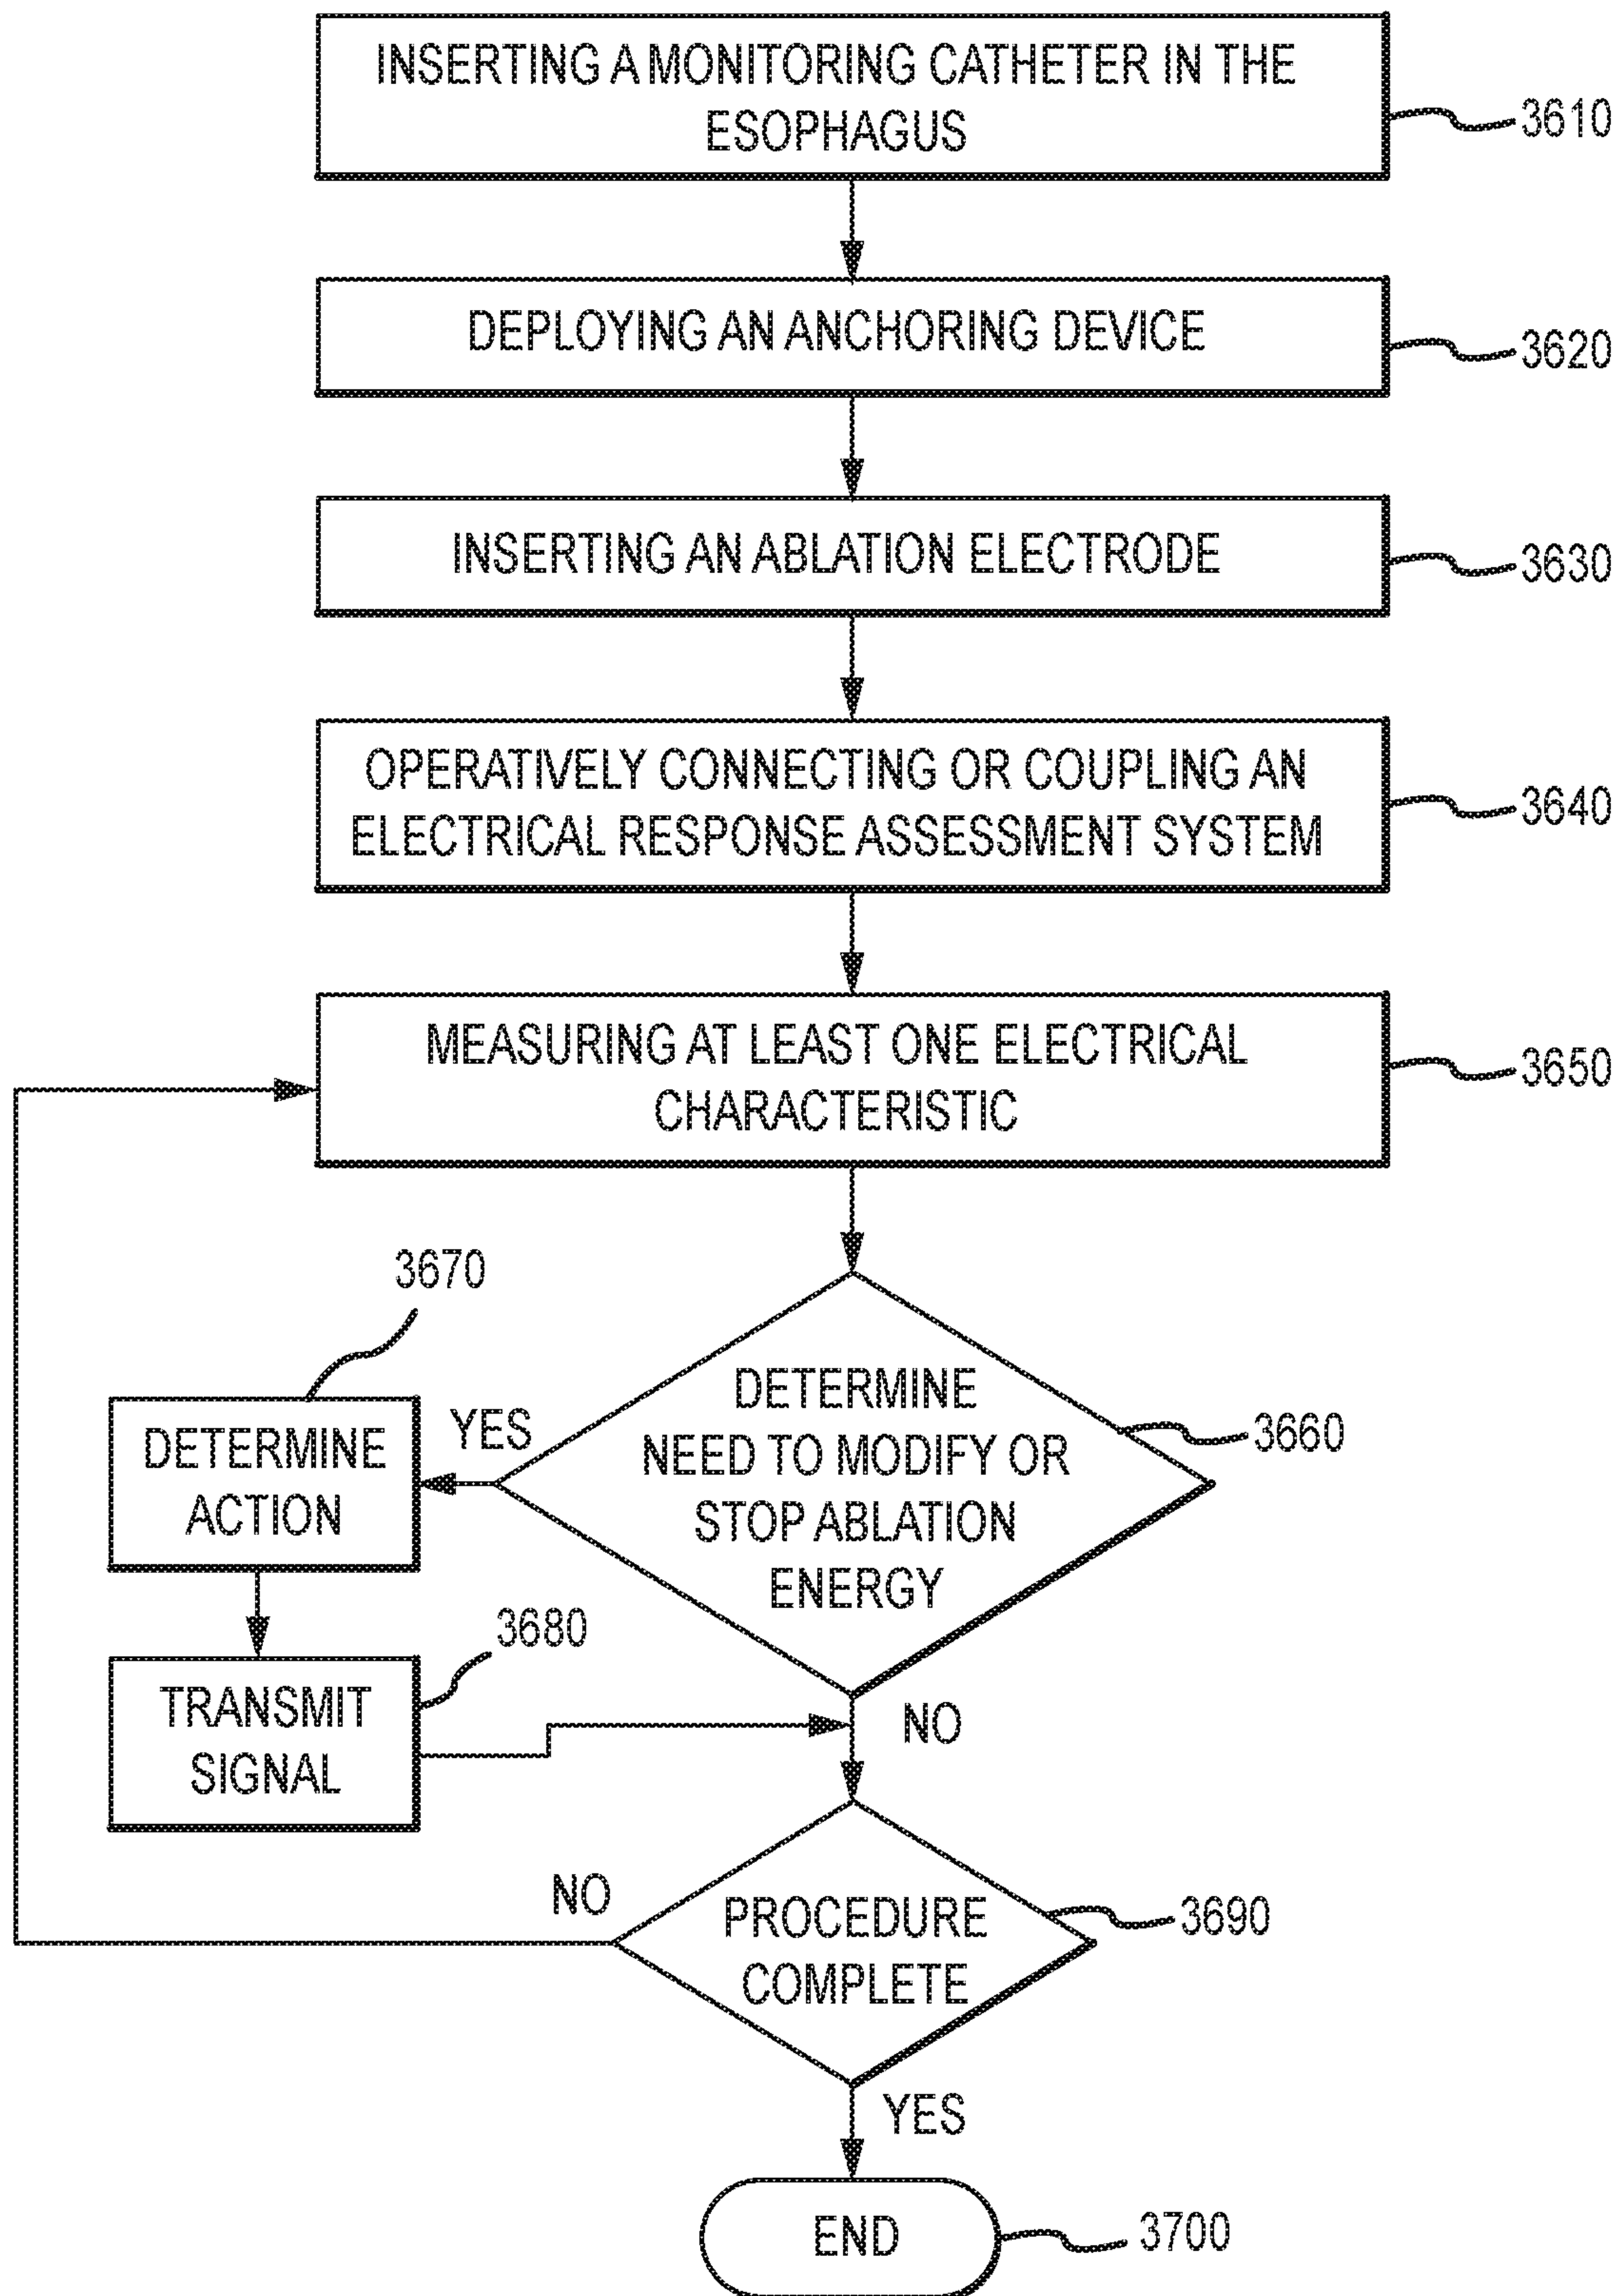 INSERTING A MONITORING CATHETER IN THE
ESOPHAGUS
3610
DEPLOYING AN ANCHORING DEVICE
3620
INSERTING AN ABLATION ELECTRODE
3630
OPERATIVELY CONNECTING OR COUPLING AN
ELECTRICAL RESPONSE ASSESSMENT SYSTEM
3640
MEASURING AT LEAST ONE ELECTRICAL
CHARACTERISTIC
3650
DETERMINE
NEED TO MODIFY OR
STOP ABLATION
ENERGY
3660
YES
3670
DETERMINE
ACTION
3680
TRANSMIT
SIGNAL
NO
PROCEDURE
COMPLETE
3690
NO
YES
END
3700